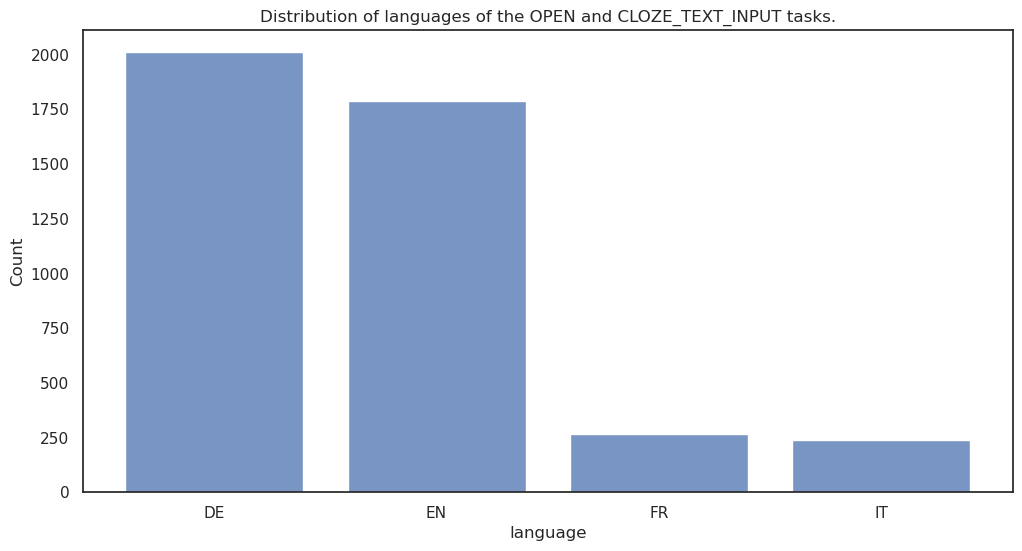 Distribution of languages of the OPEN and CLOZE_TEXT_INPUT tasks.
2000
1750
1500
1250
1000
750
500
250
0
Count
DE EN FR IT
language